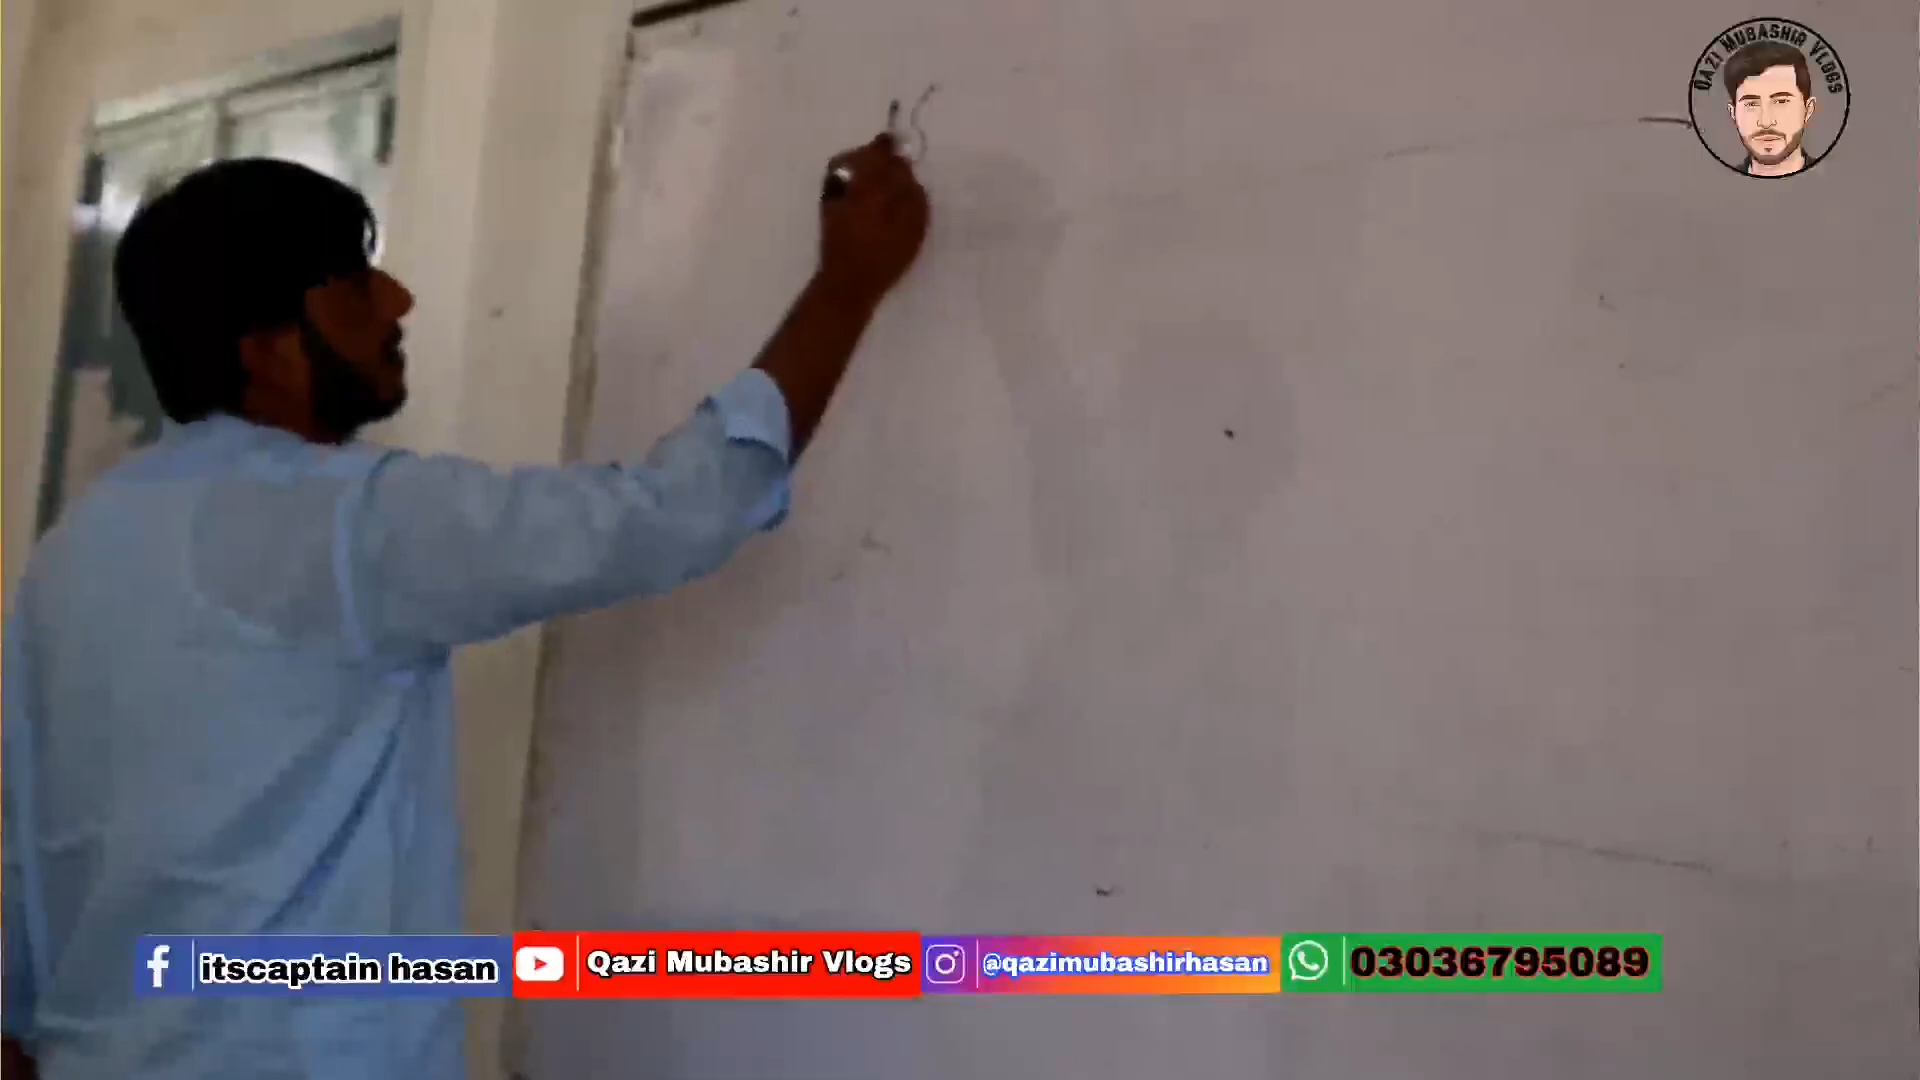 QAZI MUBASHIR VLOGS
itscaptain hasan
Qazi Mubashir Vlogs
@qazimubashirhasan
03036795089